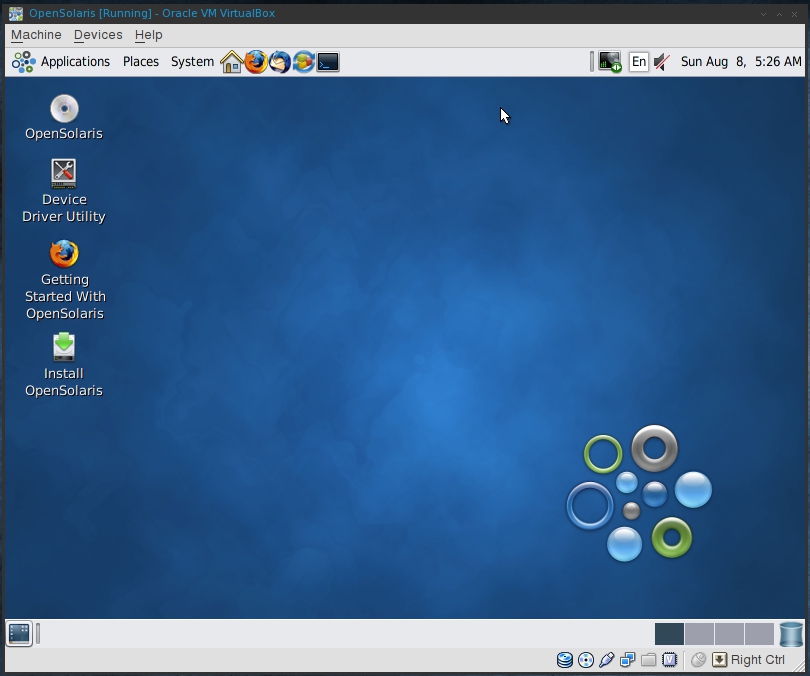 OpenSolaris [Running] - Oracle VM VirtualBox
Machine Devices Help
Applications Places System En Sun Aug 8, 5:26 AM
OpenSolaris
Device
Driver Utility
Getting
Started With
OpenSolaris
Install
OpenSolaris
Right Ctrl